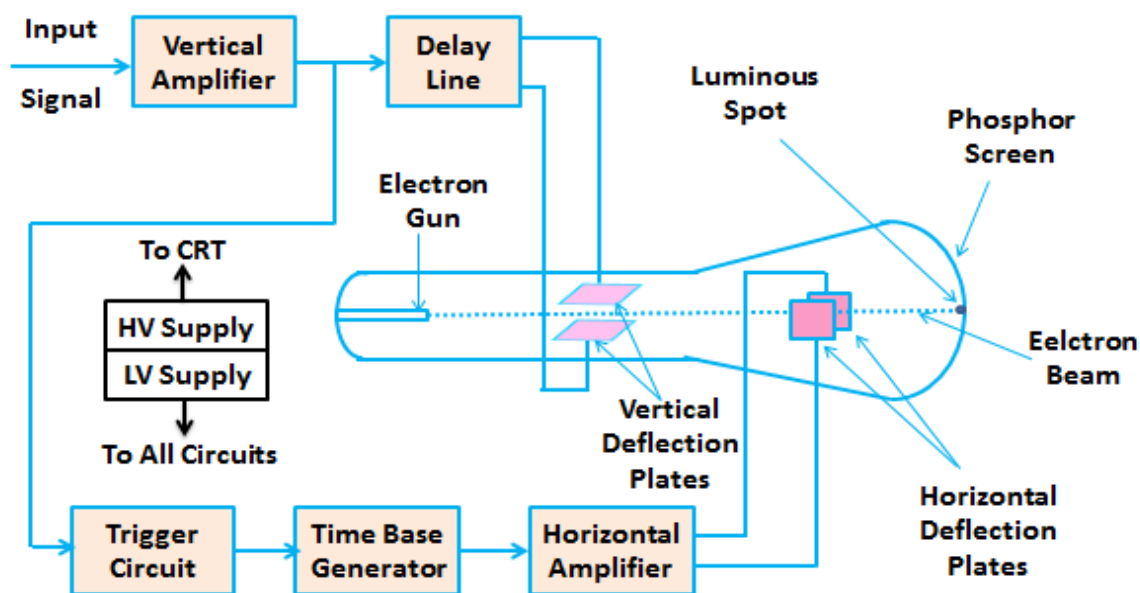 Input
Signal
Vertical
Amplifier
Delay
Line
Luminous
Spot
Phosphor
Screen
Electron
Gun
To CRT
HV Supply
LV Supply
To All Circuits
Eelctron
Beam
Vertical
Deflection
Plates
Horizontal
Deflection
Plates
Trigger
Circuit
Time Base
Generator
Horizontal
Amplifier